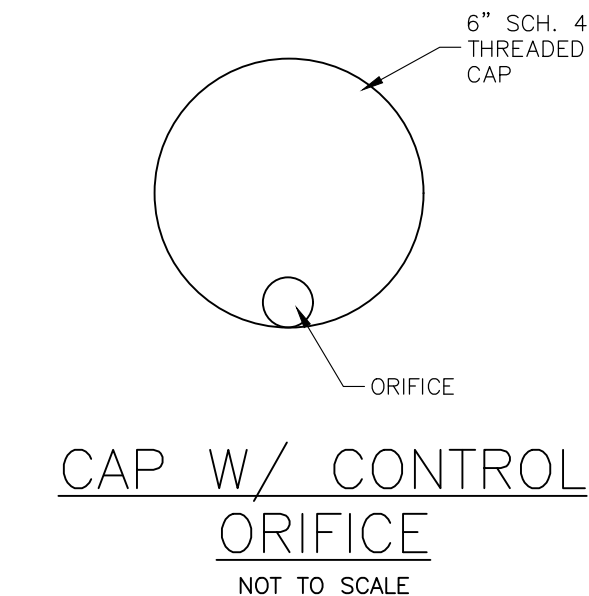 6” SCH. 4
THREADED
CAP
ORIFICE
CAP W/ CONTROL
ORIFICE
NOT TO SCALE